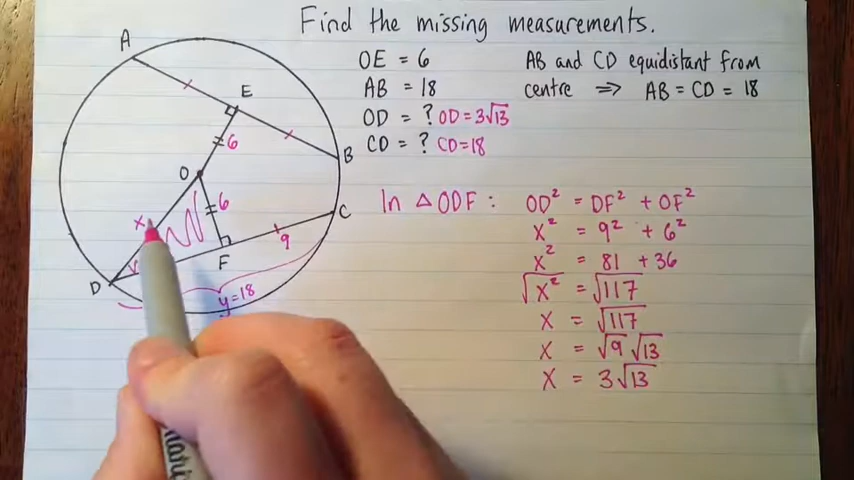 Find the missing measurements.
OE = 6
AB = 18
OD = ? OD = 3√13
CD = ? CD = 18
AB and CD equidistant from
centre ⇒ AB = CD = 18
A
E
6
B
O
6
x
C
9
F
D
y = 18
In △ODF :
OD² = DF² + OF²
x² = 9² + 6²
x² = 81 + 36
√x² = √117
x = √117
x = √9 √13
x = 3√13